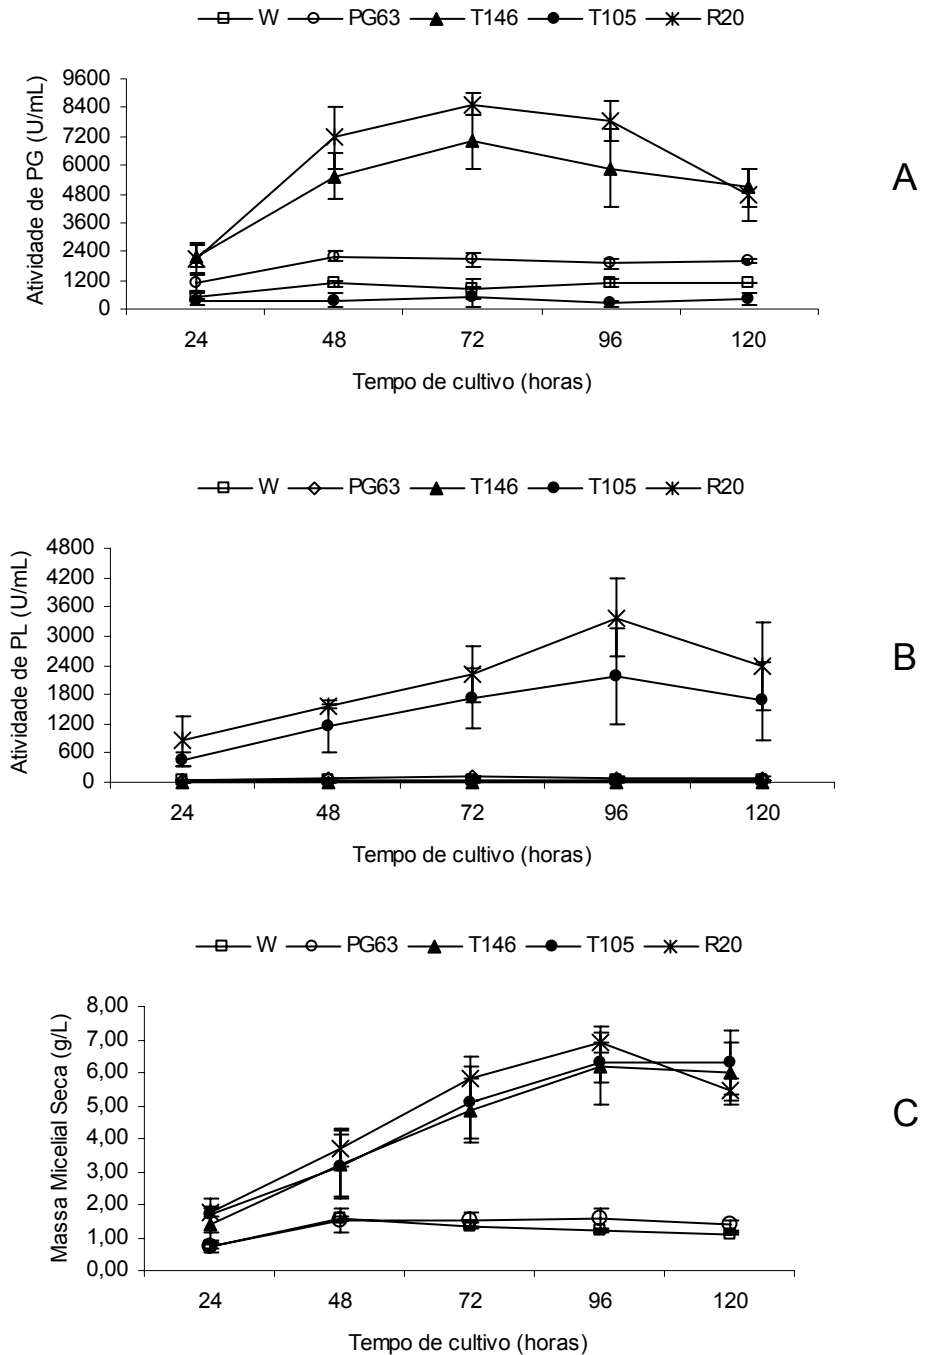 W PG63 T146 T105 R20
9600
8400
7200
6000
4800
3600
2400
1200
0
Atividade de PG (U/mL)
24 48 72 96 120
Tempo de cultivo (horas)
A
W PG63 T146 T105 R20
4800
4200
3600
3000
2400
1800
1200
600
0
Atividade de PL (U/mL)
24 48 72 96 120
Tempo de cultivo (horas)
B
W PG63 T146 T105 R20
8,00
7,00
6,00
5,00
4,00
3,00
2,00
1,00
0,00
Massa Micelial Seca (g/L)
24 48 72 96 120
Tempo de cultivo (horas)
C